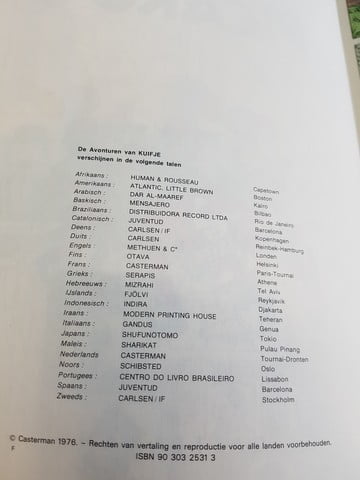 De Avonturen van KUIFJE
verschijnen in de volgende talen
Afrikaans : HUMAN & ROUSSEAU Capetown
Amerikaans : ATLANTIC, LITTLE BROWN Boston
Arabisch : DAR AL-MAAREF Kaïro
Baskisch : MENSAJERO Bilbao
Braziliaans : DISTRIBUIDORA RECORD LTDA Rio de Janeiro
Catelonisch : JUVENTUD Barcelona
Deens : CARLSEN/IF Kopenhagen
Duits : CARLSEN Reinbek-Hamburg
Engels : METHUEN & C° Londen
Fins : OTAVA Helsinki
Frans : CASTERMAN Paris-Tournai
Grieks : SERAPIS Athene
Hebreeuws : MIZRAHI Tel Aviv
IJslands : FJÖLVI Reykjavik
Indonesisch : INDIRA Djakarta
Iraans : MODERN PRINTING HOUSE Teheran
Italiaans : GANDUS Genua
Japans : SHUFUNOTOMO Tokio
Maleis : SHARIKAT Pulau Pinang
Nederlands CASTERMAN Tournai-Dronten
Noors : SCHIBSTED Oslo
Portugees : CENTRO DO LIVRO BRASILEIRO Lissabon
Spaans : JUVENTUD Barcelona
Zweeds : CARLSEN/IF Stockholm
© Casterman 1976. – Rechten van vertaling en reproductie voor alle landen voorbehouden.
F
ISBN 90 303 2531 3